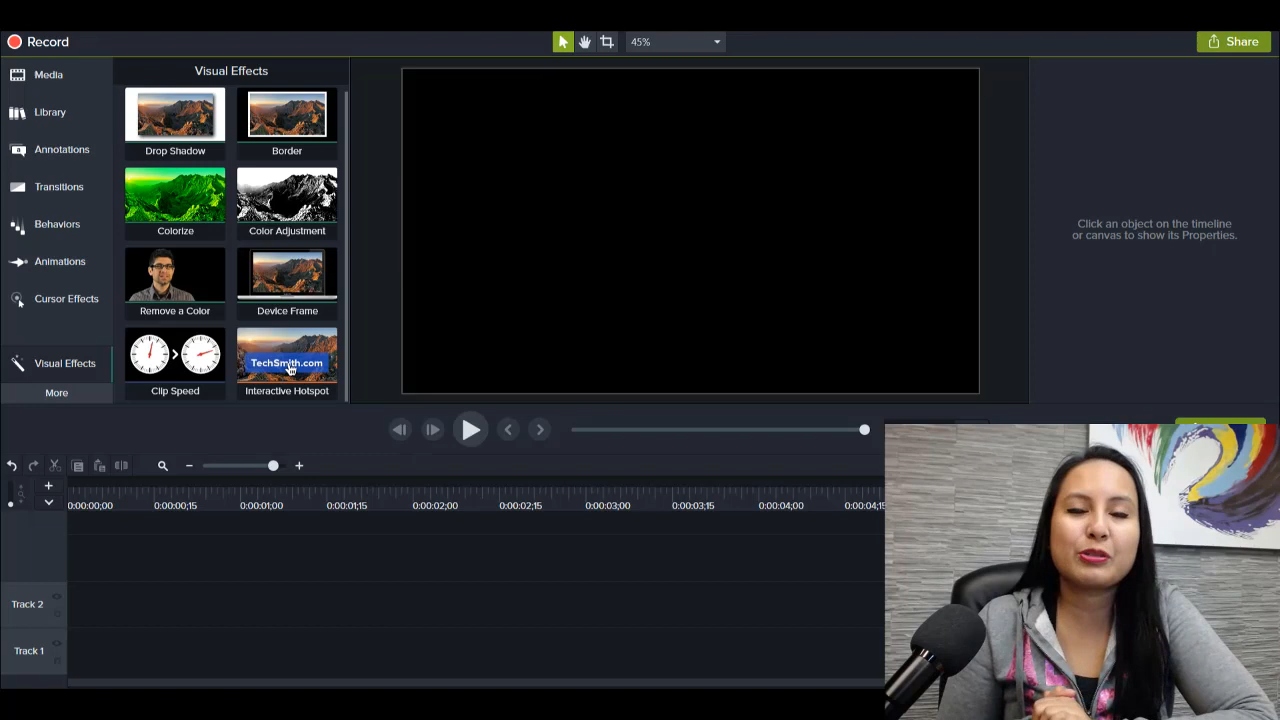 Record
45%
Share
Media
Library
Annotations
Transitions
Behaviors
Animations
Cursor Effects
Visual Effects
More
Visual Effects
Drop Shadow
Border
Colorize
Color Adjustment
Remove a Color
Device Frame
Clip Speed
TechSmith.com
Interactive Hotspot
Click an object on the timeline
or canvas to show its Properties.
0:00:00;00
0:00:00;15
0:00:01;00
0:00:01;15
0:00:02;00
0:00:02;15
0:00:03;00
0:00:03;15
0:00:04;00
0:00:04;15
Track 2
Track 1